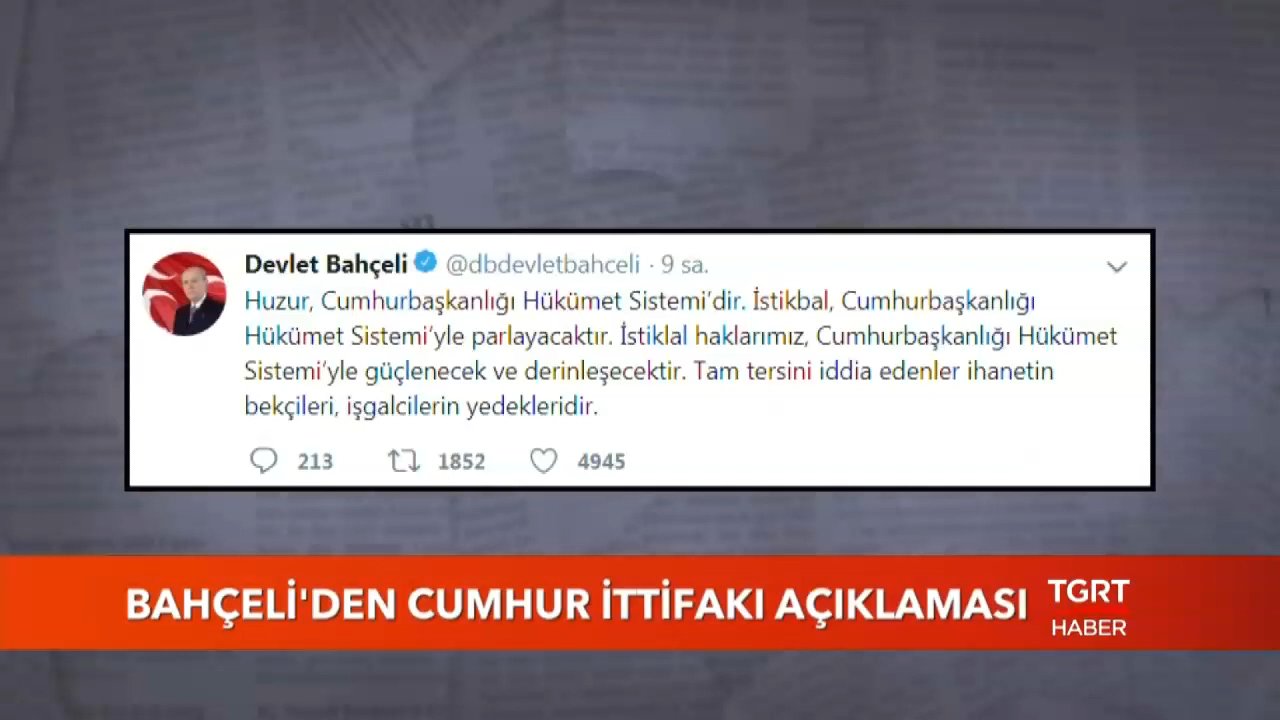 Devlet Bahçeli @dbdevletbahceli · 9 sa.
Huzur, Cumhurbaşkanlığı Hükümet Sistemi'dir. İstikbal, Cumhurbaşkanlığı
Hükümet Sistemi'yle parlayacaktır. İstiklal haklarımız, Cumhurbaşkanlığı Hükümet
Sistemi'yle güçlenecek ve derinleşecektir. Tam tersini iddia edenler ihanetin
bekçileri, işgalcilerin yedekleridir.
213 1852 4945
BAHÇELİ'DEN CUMHUR İTTİFAKI AÇIKLAMASI
TGRT
HABER